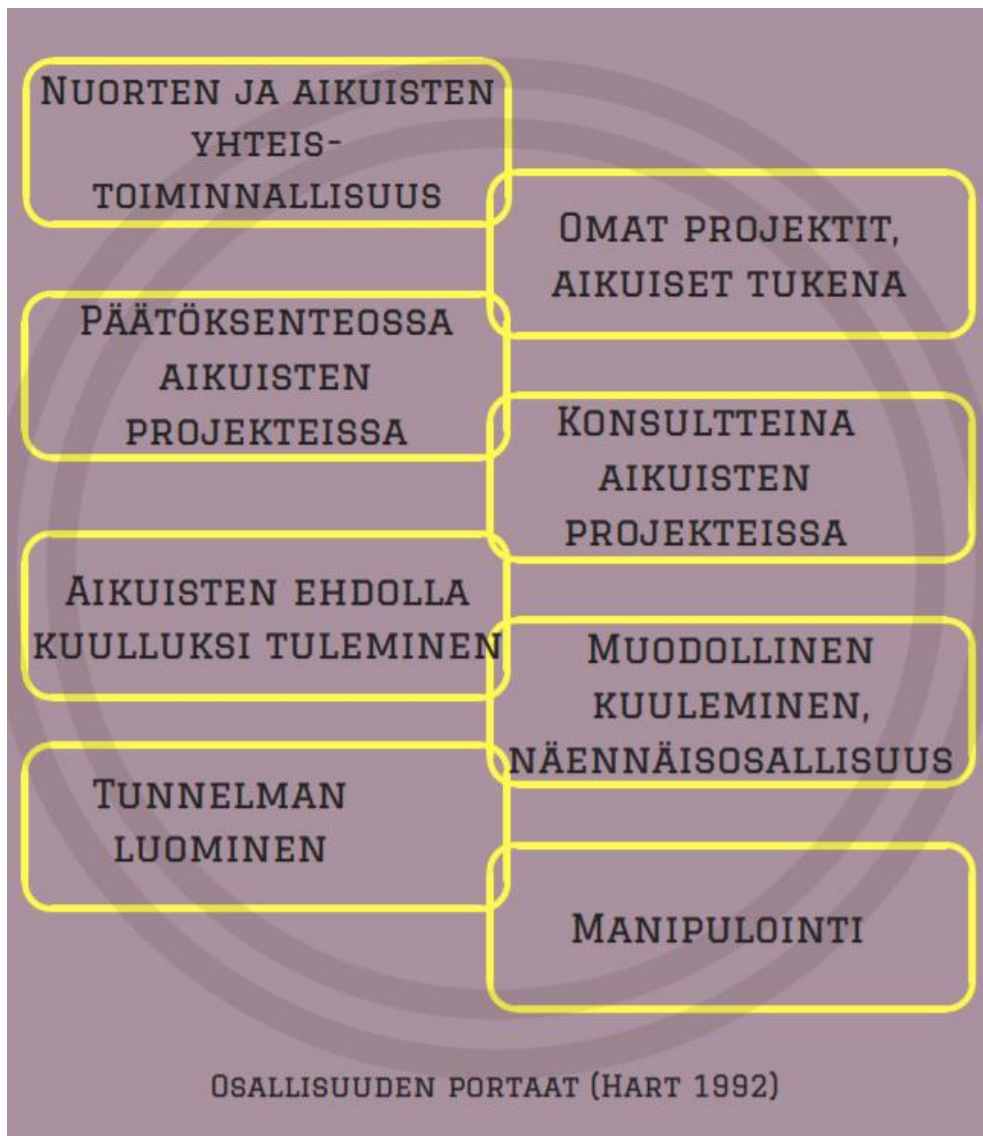 Nuorten ja aikuisten
yhteis-
toiminnallisuus
Omat projektit,
aikuiset tukena
Päätöksenteossa
aikuisten
projekteissa
Konsultteina
aikuisten
projekteissa
Aikuisten ehdolla
kuulluksi tuleminen
Muodollinen
kuuleminen,
näennäisosallisuus
Tunnelman
luominen
Manipulointi
Osallisuuden portaat (Hart 1992)